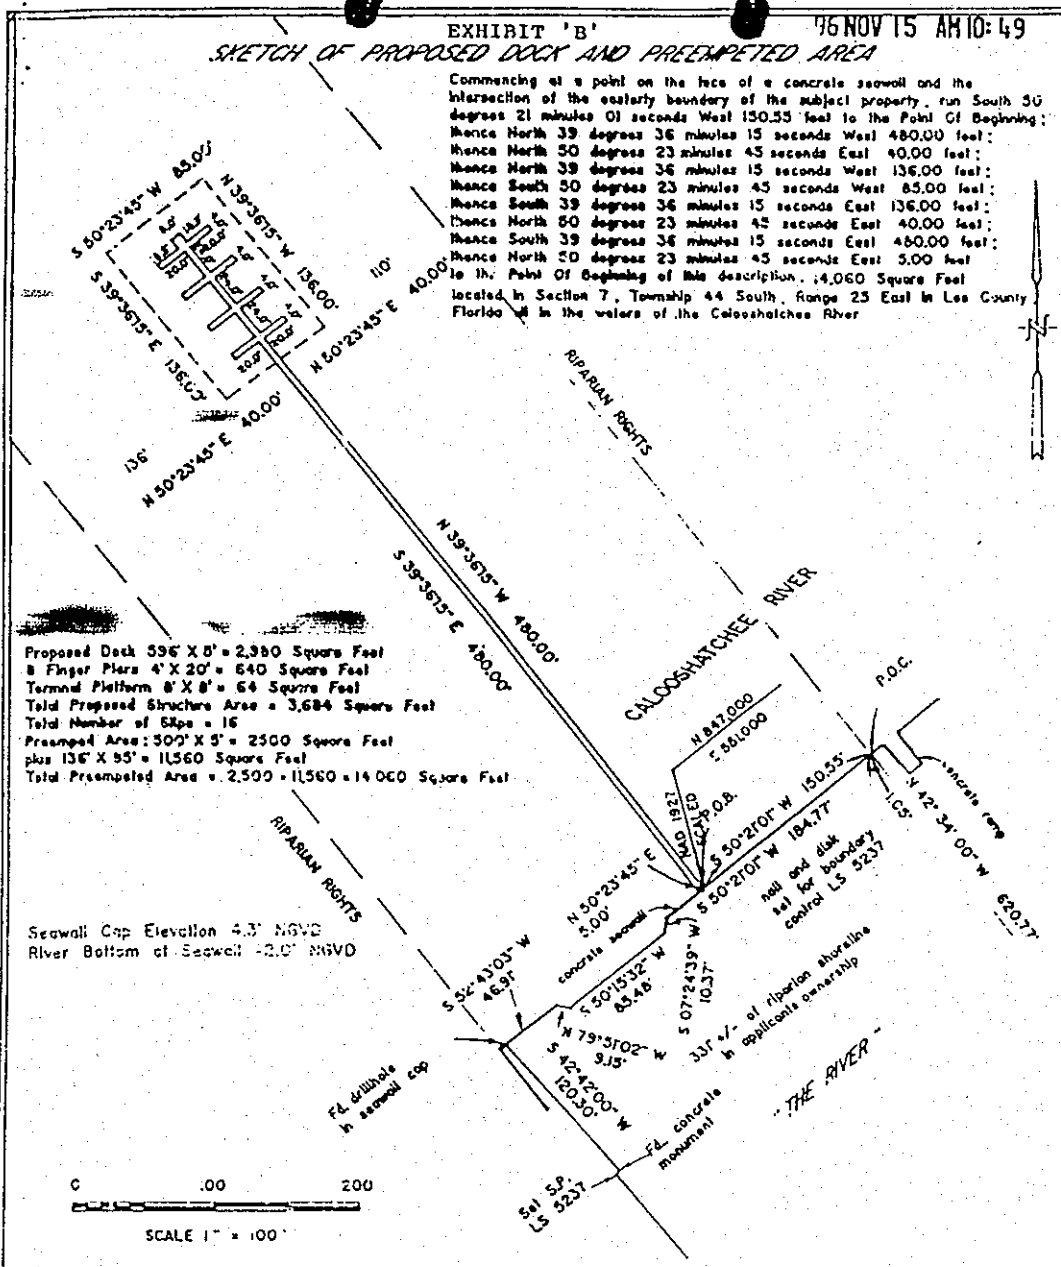 EXHIBIT 'B'
96 NOV 15 AM 10:49
SKETCH OF PROPOSED DOCK AND PREEMPETED AREA
Commencing at a point on the face of a concrete seawall and the
intersection of the easterly boundary of the subject property, run South 50
degrees 21 minutes 01 seconds West 150.55 feet to the Point Of Beginning;
thence North 39 degrees 36 minutes 15 seconds West 480.00 feet;
thence North 50 degrees 23 minutes 45 seconds East 40.00 feet;
thence North 39 degrees 36 minutes 15 seconds West 136.00 feet;
thence South 50 degrees 23 minutes 45 seconds West 85.00 feet;
thence South 39 degrees 36 minutes 15 seconds East 136.00 feet;
thence North 50 degrees 23 minutes 45 seconds East 40.00 feet;
thence South 39 degrees 36 minutes 15 seconds East 480.00 feet;
thence North 50 degrees 23 minutes 45 seconds East 5.00 feet
to the Point Of Beginning of this description. 14,060 Square Feet
located in Section 7, Township 44 South, Range 25 East in Lee County
Florida all in the waters of the Caloosahatchee River
S 50°23'45" W 85.00'
N 39°36'15" W 136.00'
S 39°36'15" E 136.00'
4.0'
20.0'
110'
N 50°23'45" E 40.00'
136'
N 50°23'45" E 40.00'
RIPARIAN RIGHTS
N 39°36'15" W 480.00'
S 39°36'15" E 480.00'
CALOOSHATCHEE RIVER
Proposed Dock 596' X 5' = 2,980 Square Feet
8 Finger Piers 4' X 20' = 640 Square Feet
Terminal Platform 8' X 8' = 64 Square Feet
Total Proposed Structure Area = 3,684 Square Feet
Total Number of Slips = 16
Preempted Area: 500' X 5' = 2500 Square Feet
plus 136' X 85' = 11,560 Square Feet
Total Preempted Area = 2,500 + 11,560 = 14,060 Square Feet
P.O.C.
N 847,000
E 551,000
SCALED
NAD 1927
P.O.B.
S 50°21'01" W 150.55'
S 50°21'01" W 184.77'
concrete ramp
1.05'
N 42° 34' 00" W 620.77'
nail and disk
set for boundary
control LS 5237
RIPARIAN RIGHTS
N 50°23'45" E
5.00'
concrete seawall
Seawall Cap Elevation 4.3' NGVD
River Bottom at Seawall -2.0' NGVD
S 52°43'03" W
46.91'
S 50°15'32" W
85.48'
S 07°24'39" W
10.37'
N 79°51'02" W
9.15'
331' +/- of riparian shoreline
in applicants ownership
S 42°42'00" W
120.30'
"THE RIVER"
Fd. drillhole
in seawall cap
Fd. concrete
monument
Set S.P.
LS 5237
0 100 200
SCALE 1" = 100'